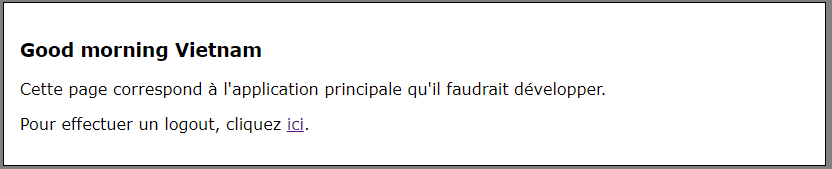 Good morning Vietnam
Cette page correspond à l'application principale qu'il faudrait développer.
Pour effectuer un logout, cliquez ici.